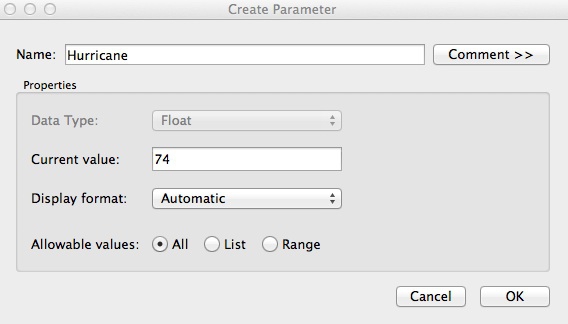 Create Parameter
Name: Hurricane Comment >>
Properties
Data Type: Float
Current value: 74
Display format: Automatic
Allowable values: All List Range
Cancel OK